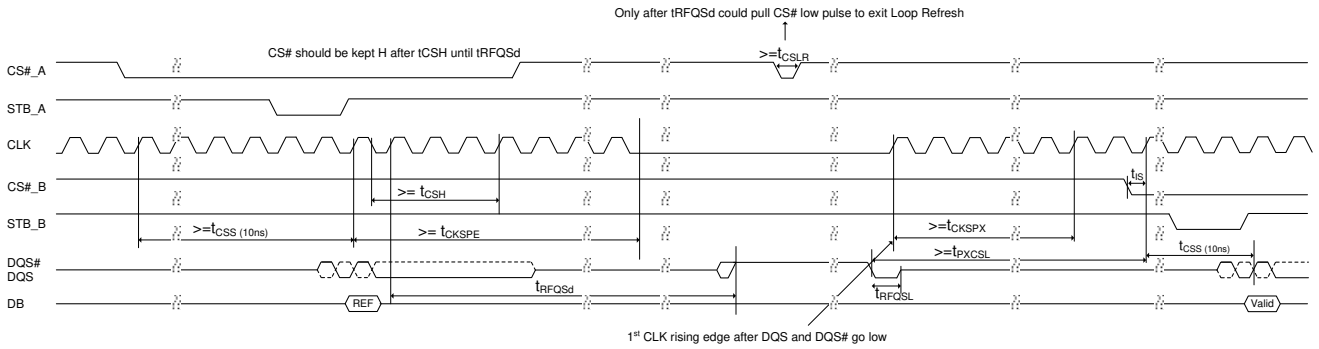 Only after tRFQSd could pull CS# low pulse to exit Loop Refresh
CS# should be kept H after tCSH until tRFQSd
>=tCSLR
CS#_A
STB_A
CLK
CS#_B
tIS
>= tCSH
STB_B
>=tCSS (10ns)
>= tCKSPE
>=tCKSPX
>=tPXCSL
tCSS (10ns)
DQS#
DQS
tRFQSd
tRFQSL
DB
REF
Valid
1st CLK rising edge after DQS and DQS# go low